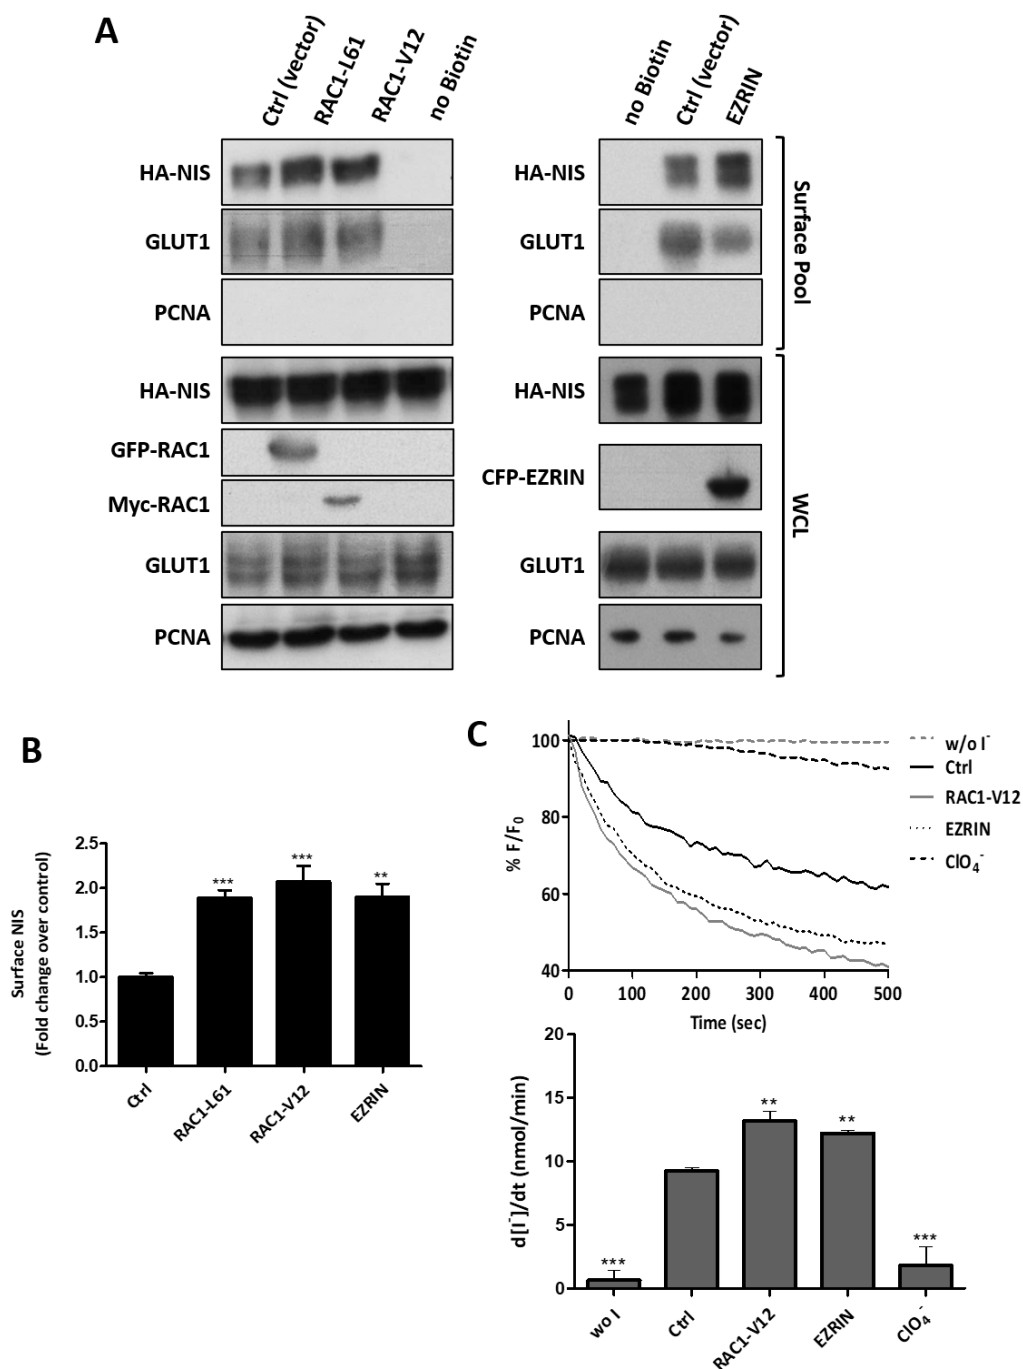 A
Ctrl (vector)
RAC1-L61
RAC1-V12
no Biotin
no Biotin
Ctrl (vector)
EZRIN
HA-NIS
GLUT1
PCNA
HA-NIS
GFP-RAC1
Myc-RAC1
GLUT1
PCNA
HA-NIS
GLUT1
PCNA
HA-NIS
CFP-EZRIN
GLUT1
PCNA
Surface Pool
WCL
B
Surface NIS
(Fold change over control)
2.5
2.0
1.5
1.0
0.5
0.0
***
***
**
Ctrl
RAC1-L61
RAC1-V12
EZRIN
C
% F/F₀
100
80
60
40
0
100
200
300
400
500
Time (sec)
w/o I⁻
Ctrl
RAC1-V12
EZRIN
ClO₄⁻
d[I⁻]/dt (nmol/min)
20
15
10
5
0
***
**
**
***
wo I
Ctrl
RAC1-V12
EZRIN
ClO₄⁻